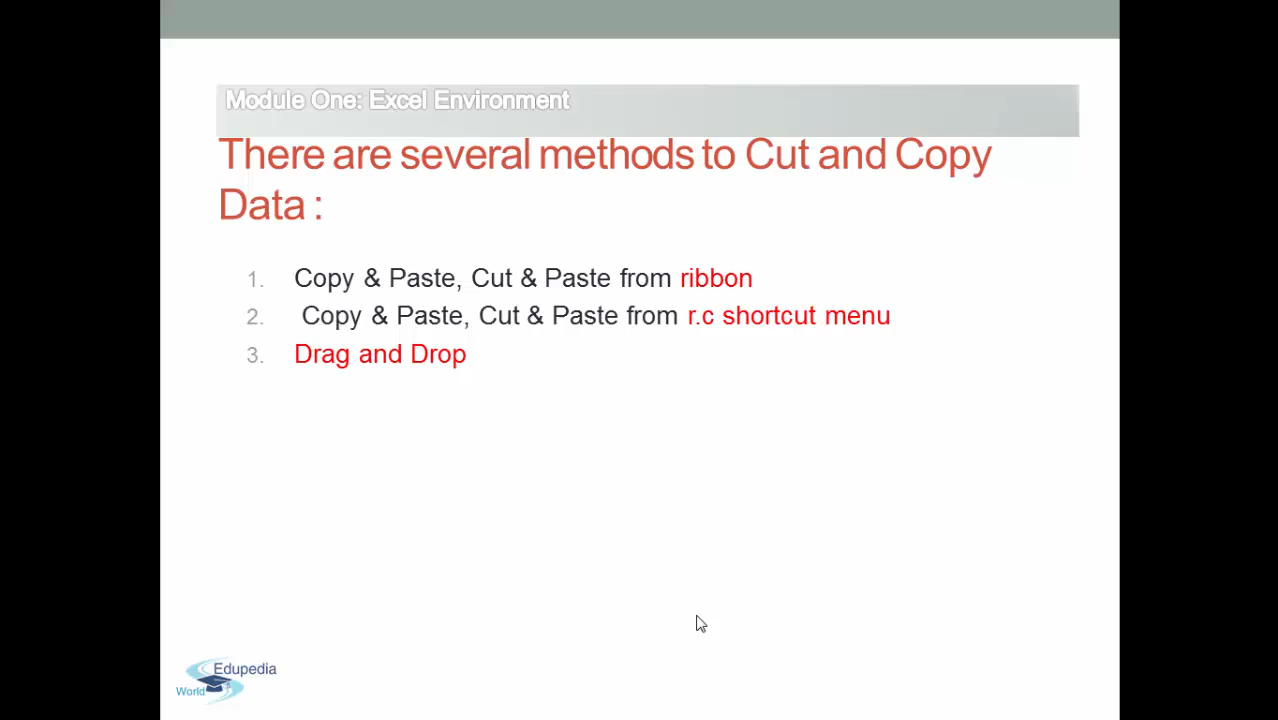 Module One: Excel Environment
There are several methods to Cut and Copy
Data :
1. Copy & Paste, Cut & Paste from ribbon
2. Copy & Paste, Cut & Paste from r.c shortcut menu
3. Drag and Drop
Edupedia
World